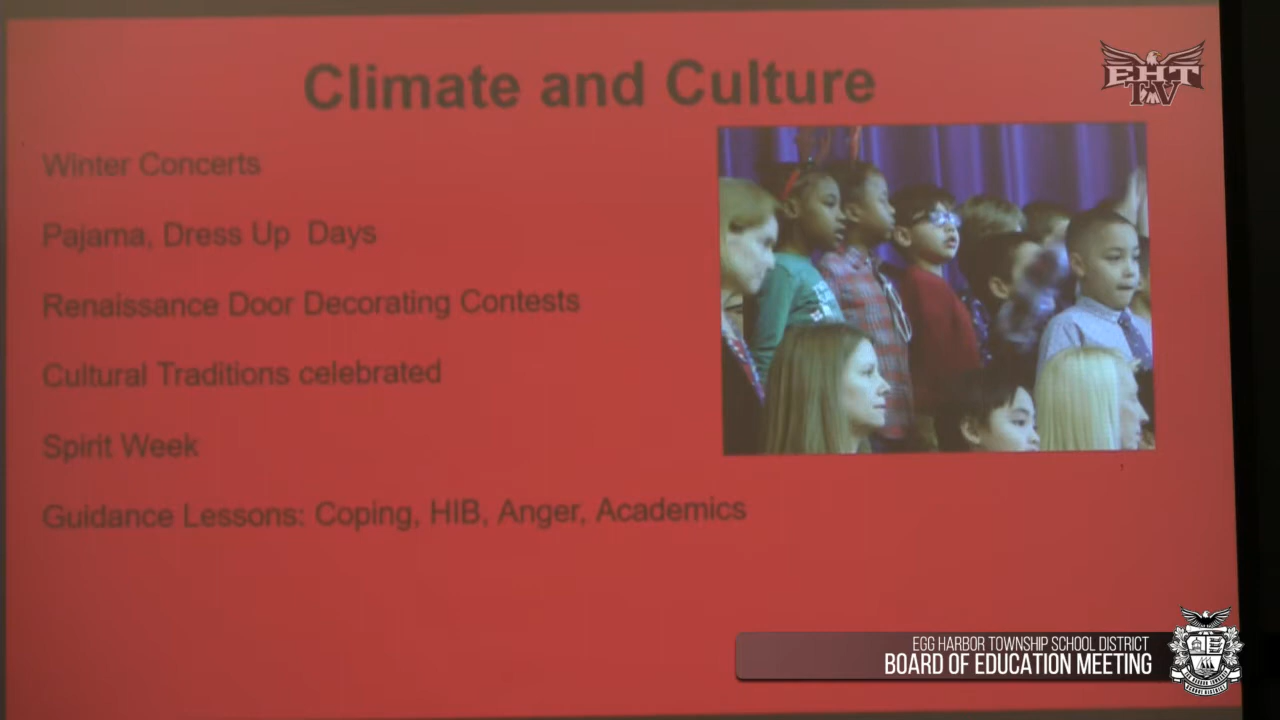 Climate and Culture
EHT
TV
Winter Concerts
Pajama, Dress Up Days
Renaissance Door Decorating Contests
Cultural Traditions celebrated
Spirit Week
Guidance Lessons: Coping, HIB, Anger, Academics
EGG HARBOR TOWNSHIP SCHOOL DISTRICT
BOARD OF EDUCATION MEETING